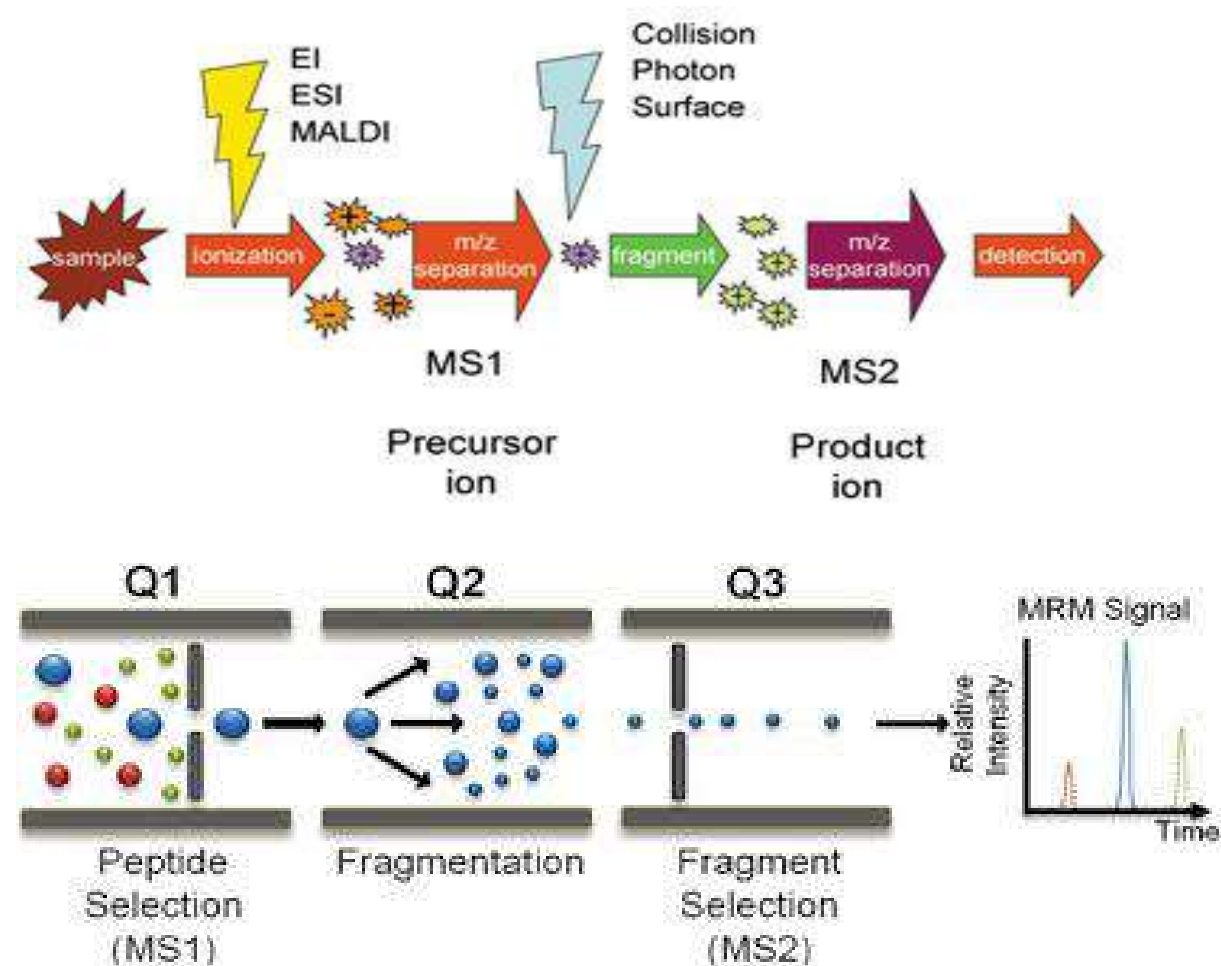 EI
ESI
MALDI
Collision
Photon
Surface
sample
ionization
m/z
separation
fragment
m/z
separation
detection
MS1
MS2
Precursor
ion
Product
ion
Q1
Q2
Q3
MRM Signal
Relative
Intensity
Time
Peptide
Selection
(MS1)
Fragmentation
Fragment
Selection
(MS2)